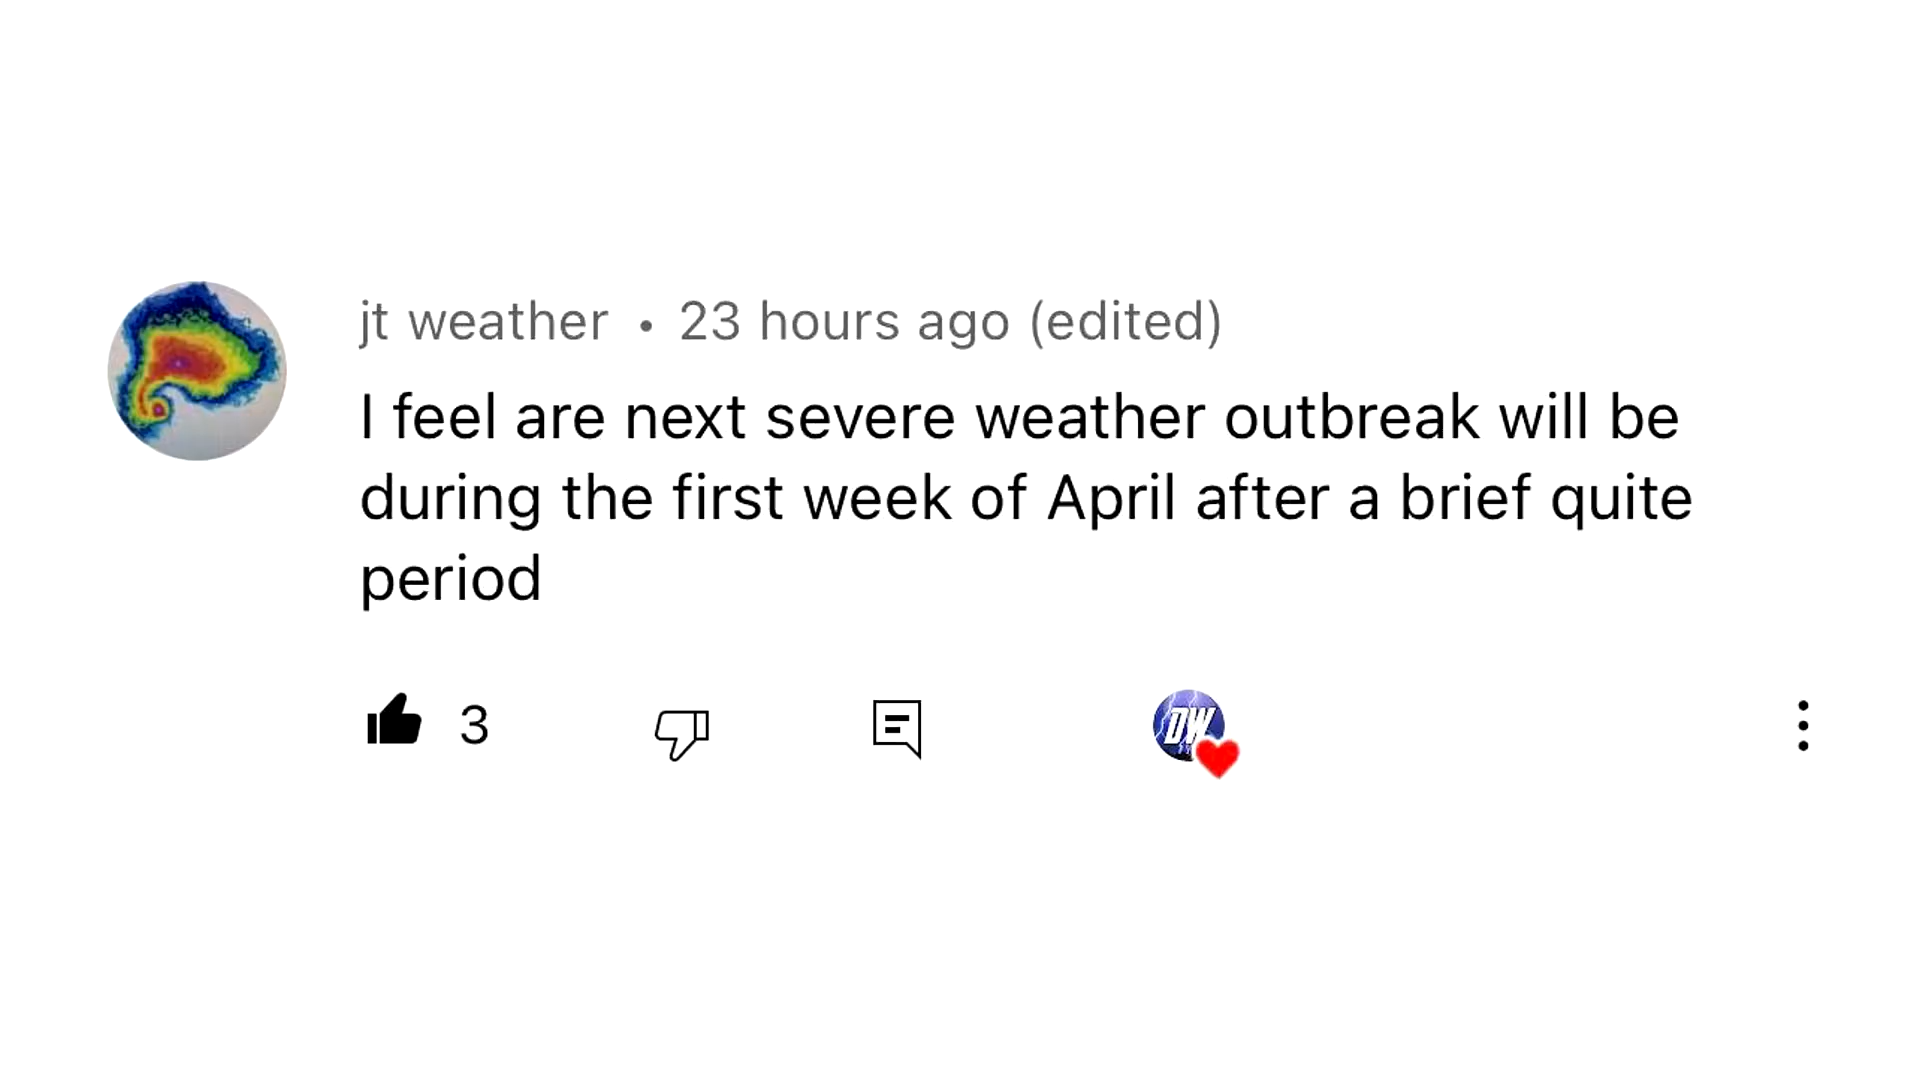 jt weather • 23 hours ago (edited)
I feel are next severe weather outbreak will be
during the first week of April after a brief quite
period
3
DW